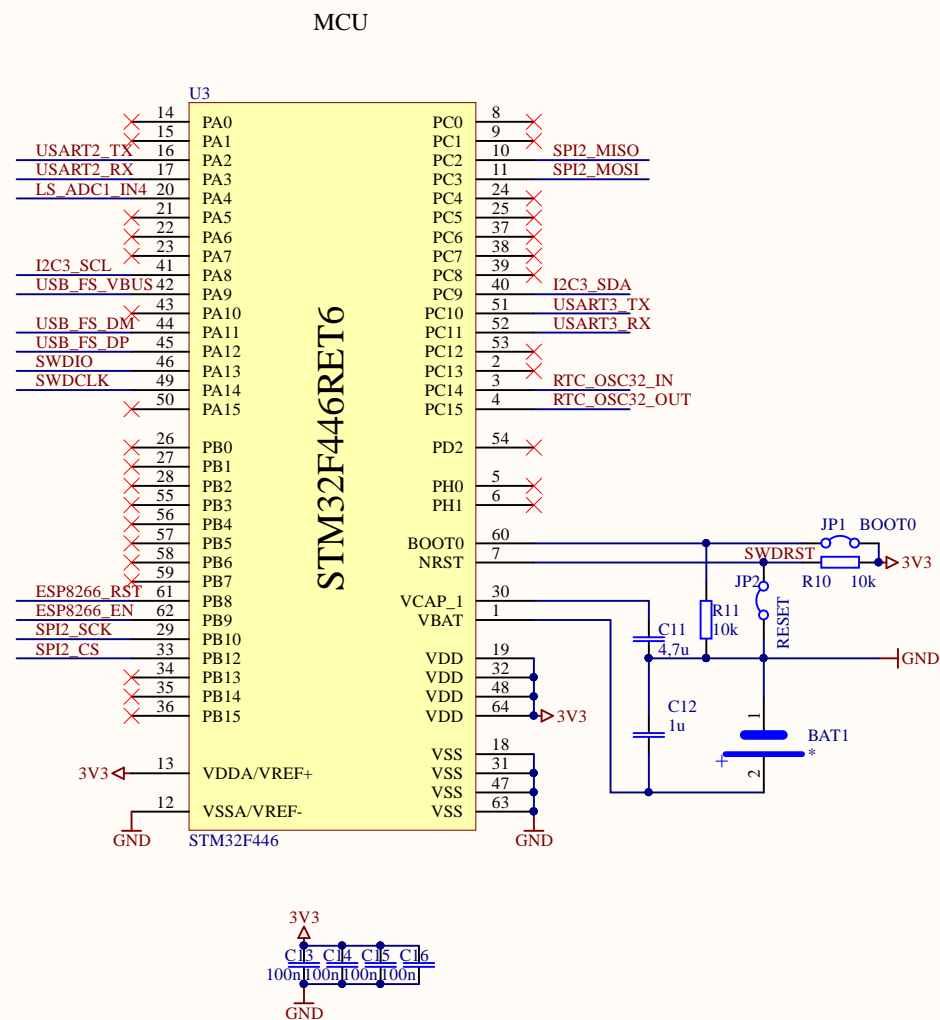 MCU
U3
14 PA0 PC0 8
15 PA1 PC1 9
USART2_TX 16 PA2 PC2 10 SPI2_MISO
USART2_RX 17 PA3 PC3 11 SPI2_MOSI
LS_ADC1_IN4 20 PA4 PC4 24
21 PA5 PC5 25
22 PA6 PC6 37
23 PA7 PC7 38
I2C3_SCL 41 PA8 PC8 39
USB_FS_VBUS 42 PA9 PC9 40 I2C3_SDA
43 PA10 PC10 51 USART3_TX
USB_FS_DM 44 PA11 PC11 52 USART3_RX
USB_FS_DP 45 PA12 PC12 53
SWDIO 46 PA13 PC13 2
SWDCLK 49 PA14 PC14 3 RTC_OSC32_IN
50 PA15 PC15 4 RTC_OSC32_OUT
STM32F446RET6
26 PB0 PD2 54
27 PB1
28 PB2 PH0 5
55 PB3 PH1 6
56 PB4
JP1 BOOT0
57 PB5 BOOT0 60
58 PB6 NRST 7 SWDRST 3V3
59 PB7 JP2 R10 10k
ESP8266_RST 61 PB8 VCAP_1 30
ESP8266_EN 62 PB9 VBAT 1 R11 RESET
SPI2_SCK 29 PB10 C11 10k
SPI2_CS 33 PB12 VDD 19 4,7u GND
34 PB13 VDD 32
35 PB14 VDD 48
36 PB15 VDD 64 3V3 C12 1 BAT1
1u *
18 VSS
+
3V3 13 VDDA/VREF+ VSS 31 2
VSS 47
12 VSSA/VREF- VSS 63
GND STM32F446 GND
3V3
C13 C14 C15 C16
100n 100n 100n 100n
GND